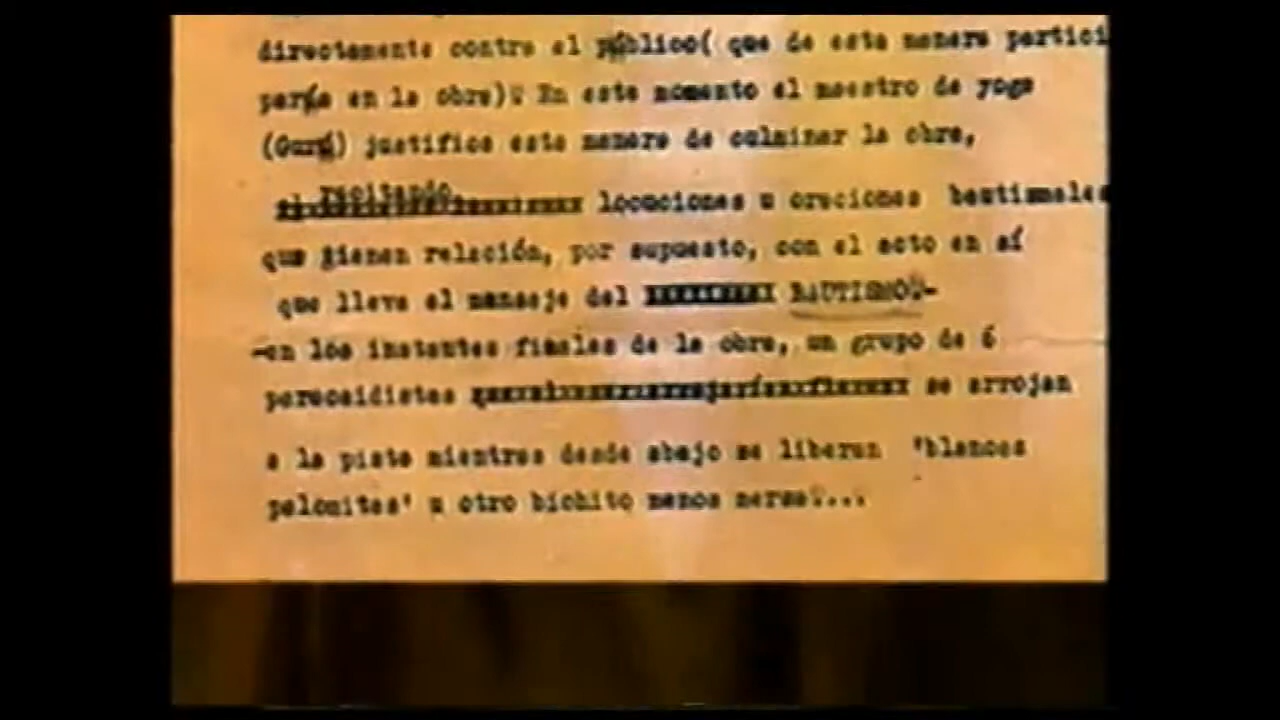 directamente contra el público( que de esta manera partici
paría en la obra). En este momento el maestro de yoga
(Gurú) justifica esta manera de culminar la obra,
recitando
locuciones u oraciones bautismales
que tienen relación, por supuesto, con el acto en sí
que lleva el mensaje del BAUTISMO.-
-en los instantes finales de la obra, un grupo de 6
paracaidistas se arrojan
a la pista mientras desde abajo se liberan 'blancas
palomitas' u otro bichito menos